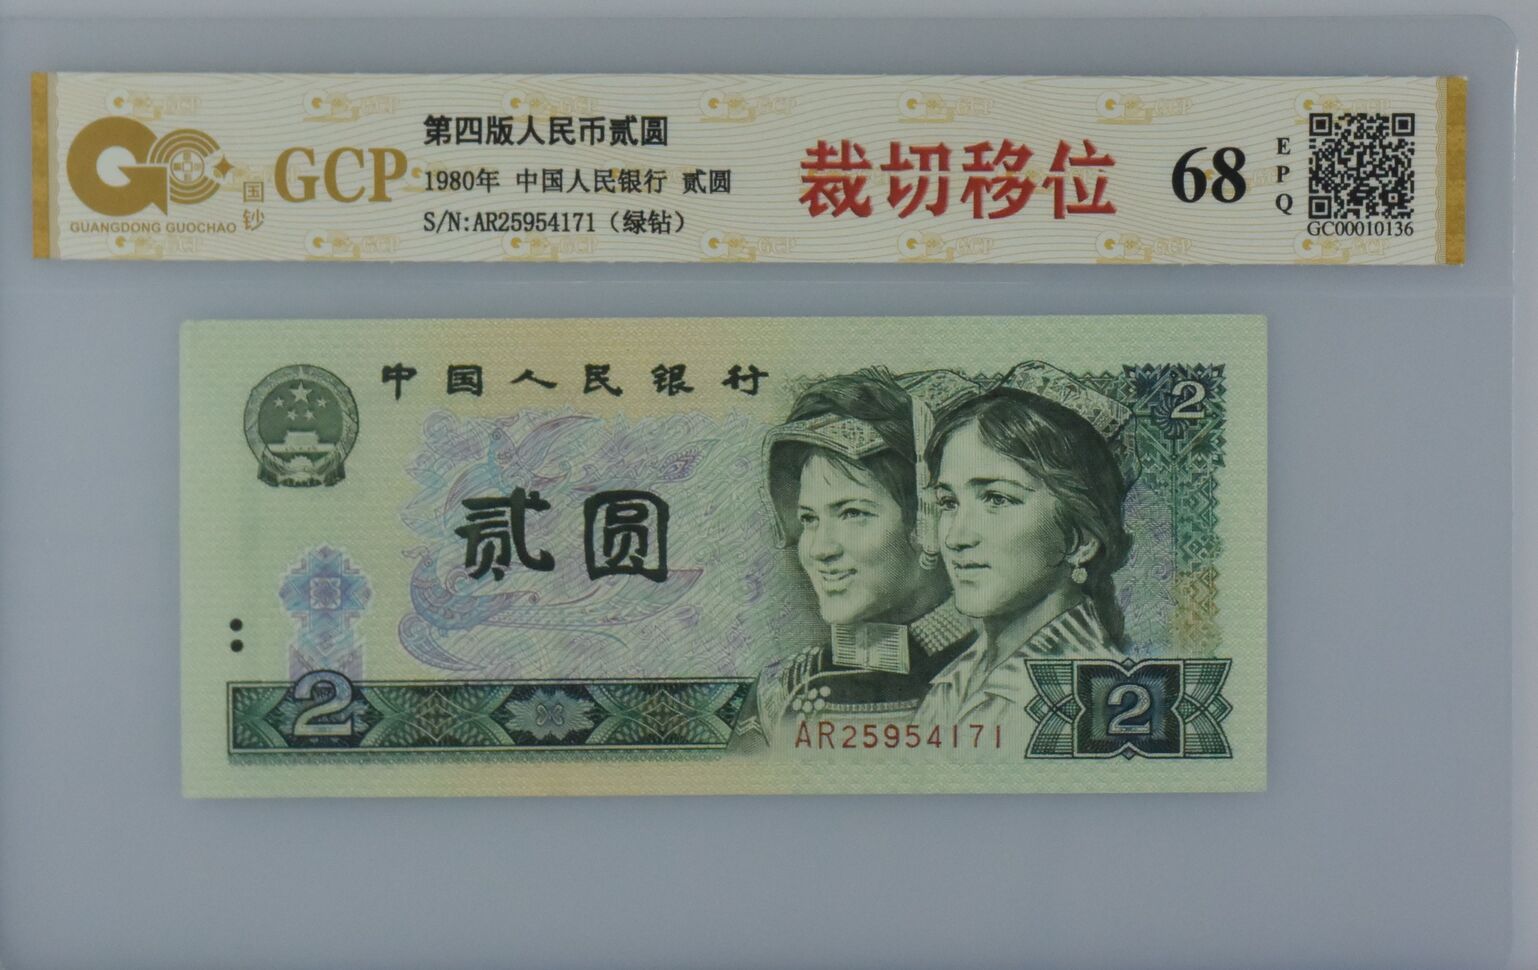 第四版人民币贰圆
国钞
GCP
1980年 中国人民银行 贰圆
GUANGDONG GUOCHAO
S/N:AR25954171（绿钻）
裁切移位
68
EPQ
GC00010136
中国人民银行
2
贰圆
2
AR25954171
2